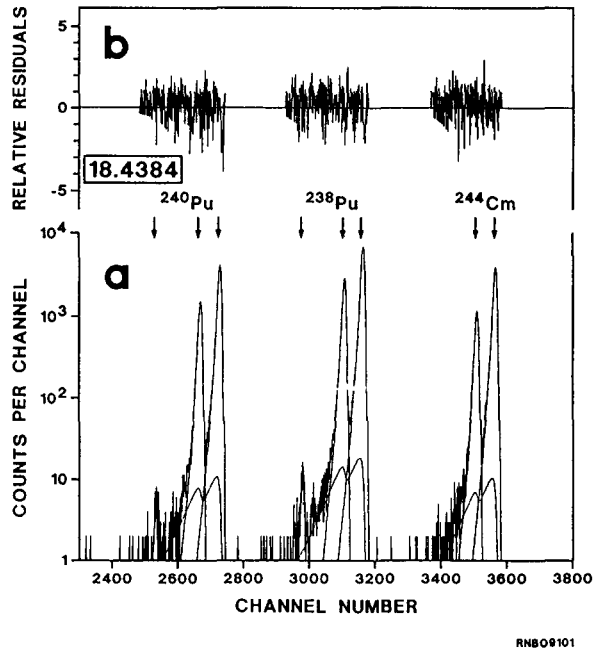 b
RELATIVE RESIDUALS
5
0
-5
18.4384
²⁴⁰Pu
²³⁸Pu
²⁴⁴Cm
a
COUNTS PER CHANNEL
10⁴
10³
10²
10
1
2400 2600 2800 3000 3200 3400 3600 3800
CHANNEL NUMBER
RNBO9101